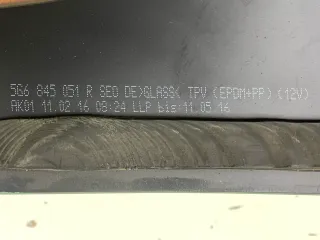 5G6 845 051 R SEO DE>GLASS< TPV (EPDM+PP) (12V)
AK01 11.02.16 08:24 LLP bis:11.05.16